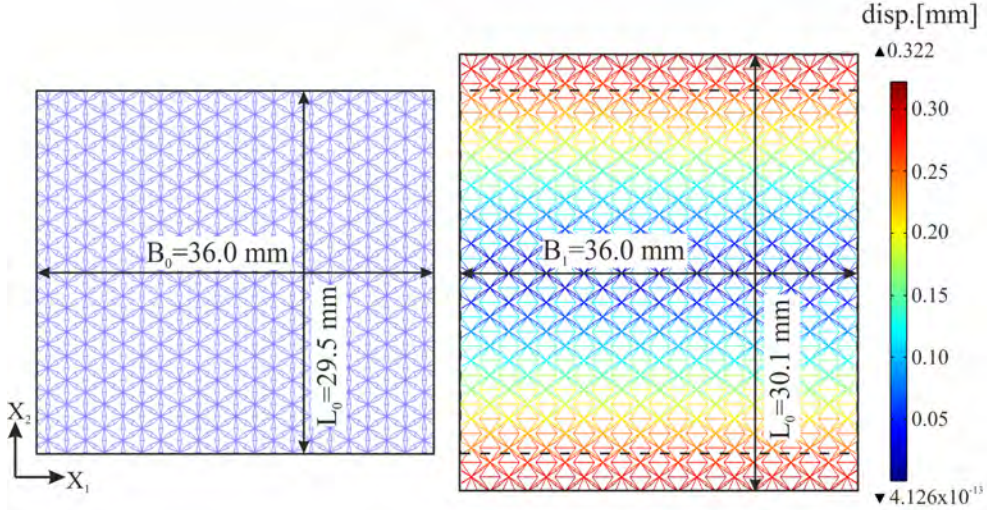 disp.[mm]
▲0.322
B₀=36.0 mm
L₀=29.5 mm
X₂
X₁
B₁=36.0 mm
L₀=30.1 mm
0.30
0.25
0.20
0.15
0.10
0.05
▼4.126x10⁻¹³